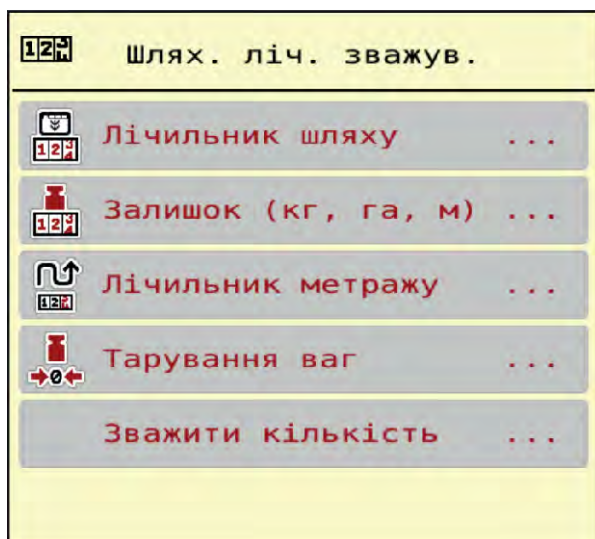 Шлях. ліч. зважув.
Лічильник шляху ...
Залишок (кг, га, м) ...
Лічильник метражу ...
Тарування ваг ...
Зважити кількість ...